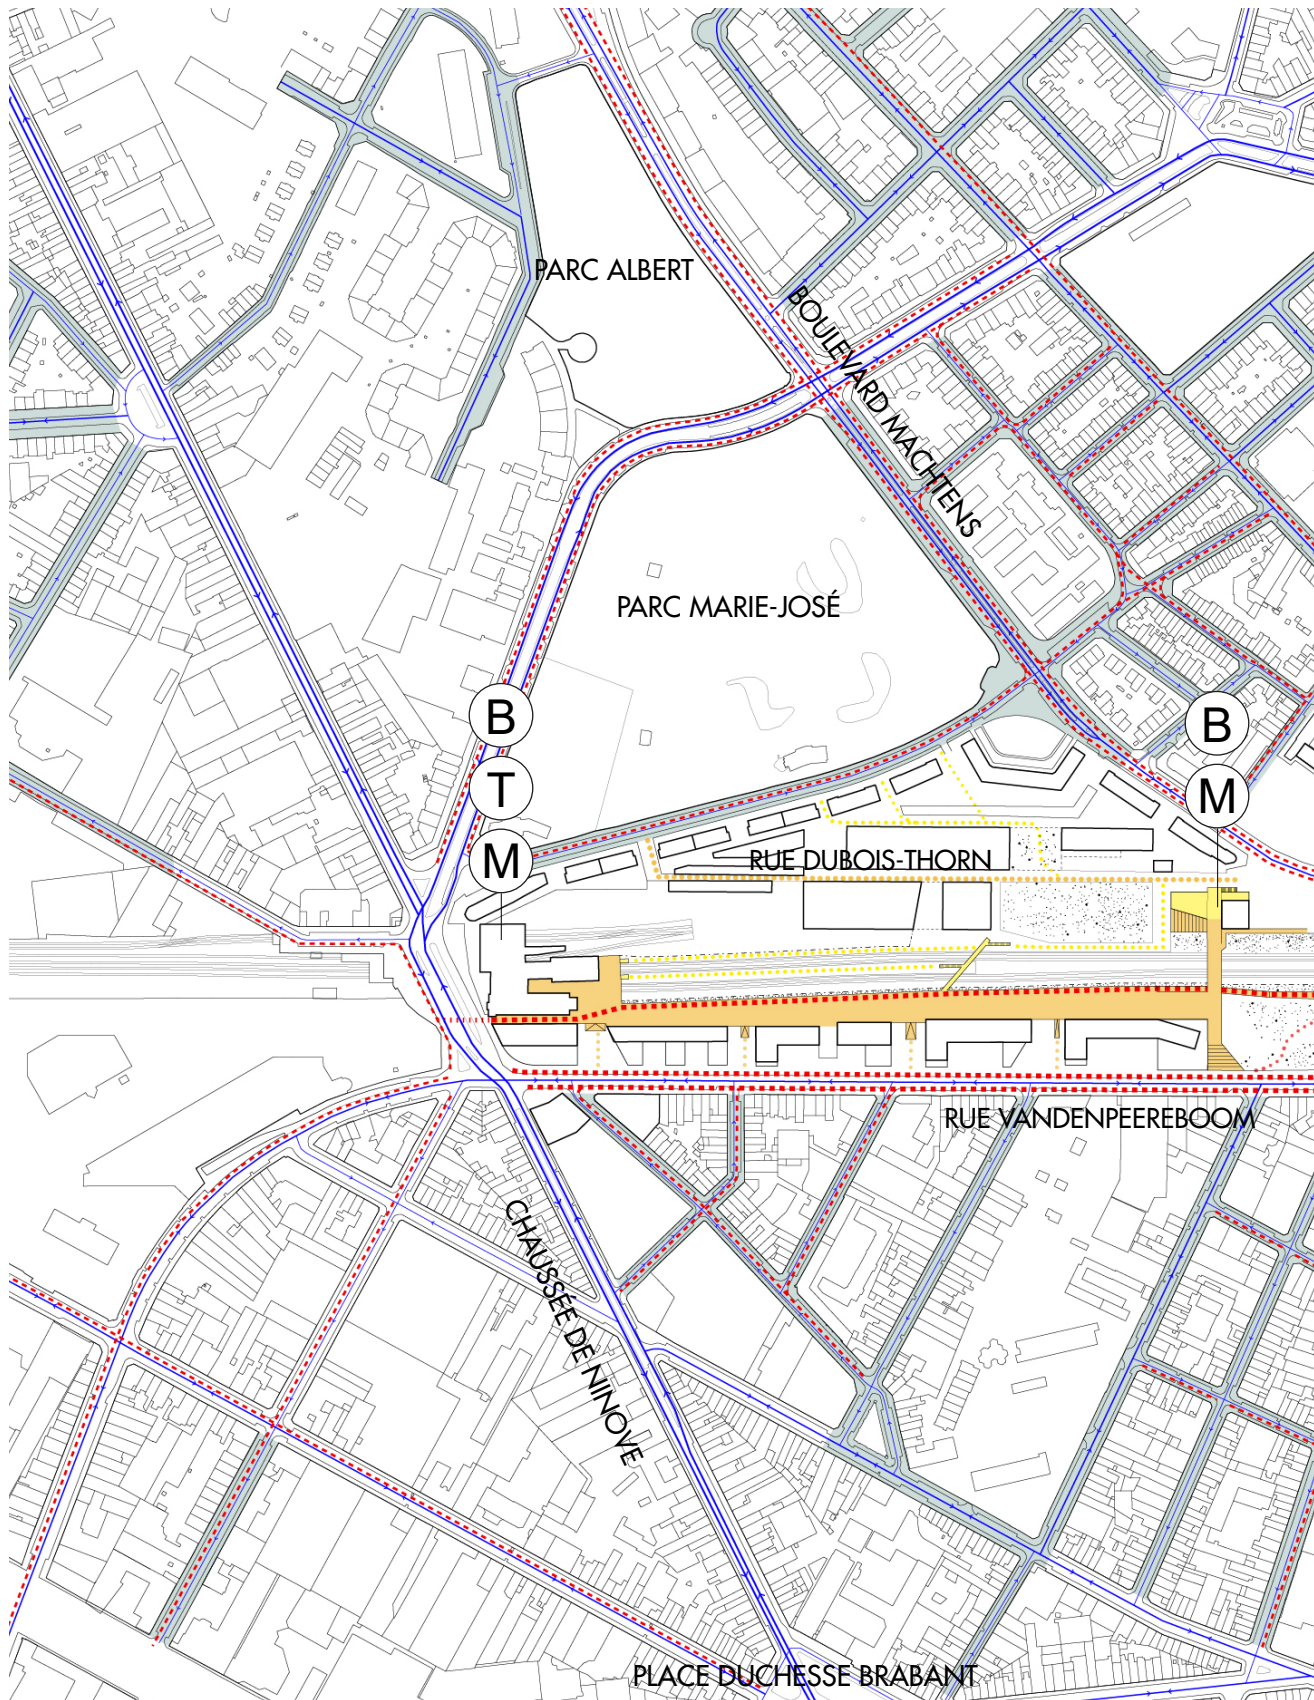 PARC ALBERT
BOULEVARD MACHTENS
PARC MARIE-JOSÉ
B
T
M
B
M
RUE DUBOIS-THORN
RUE VANDENPEEREBOOM
CHAUSSÉE DE NINOVE
PLACE DUCHESSE BRABANT